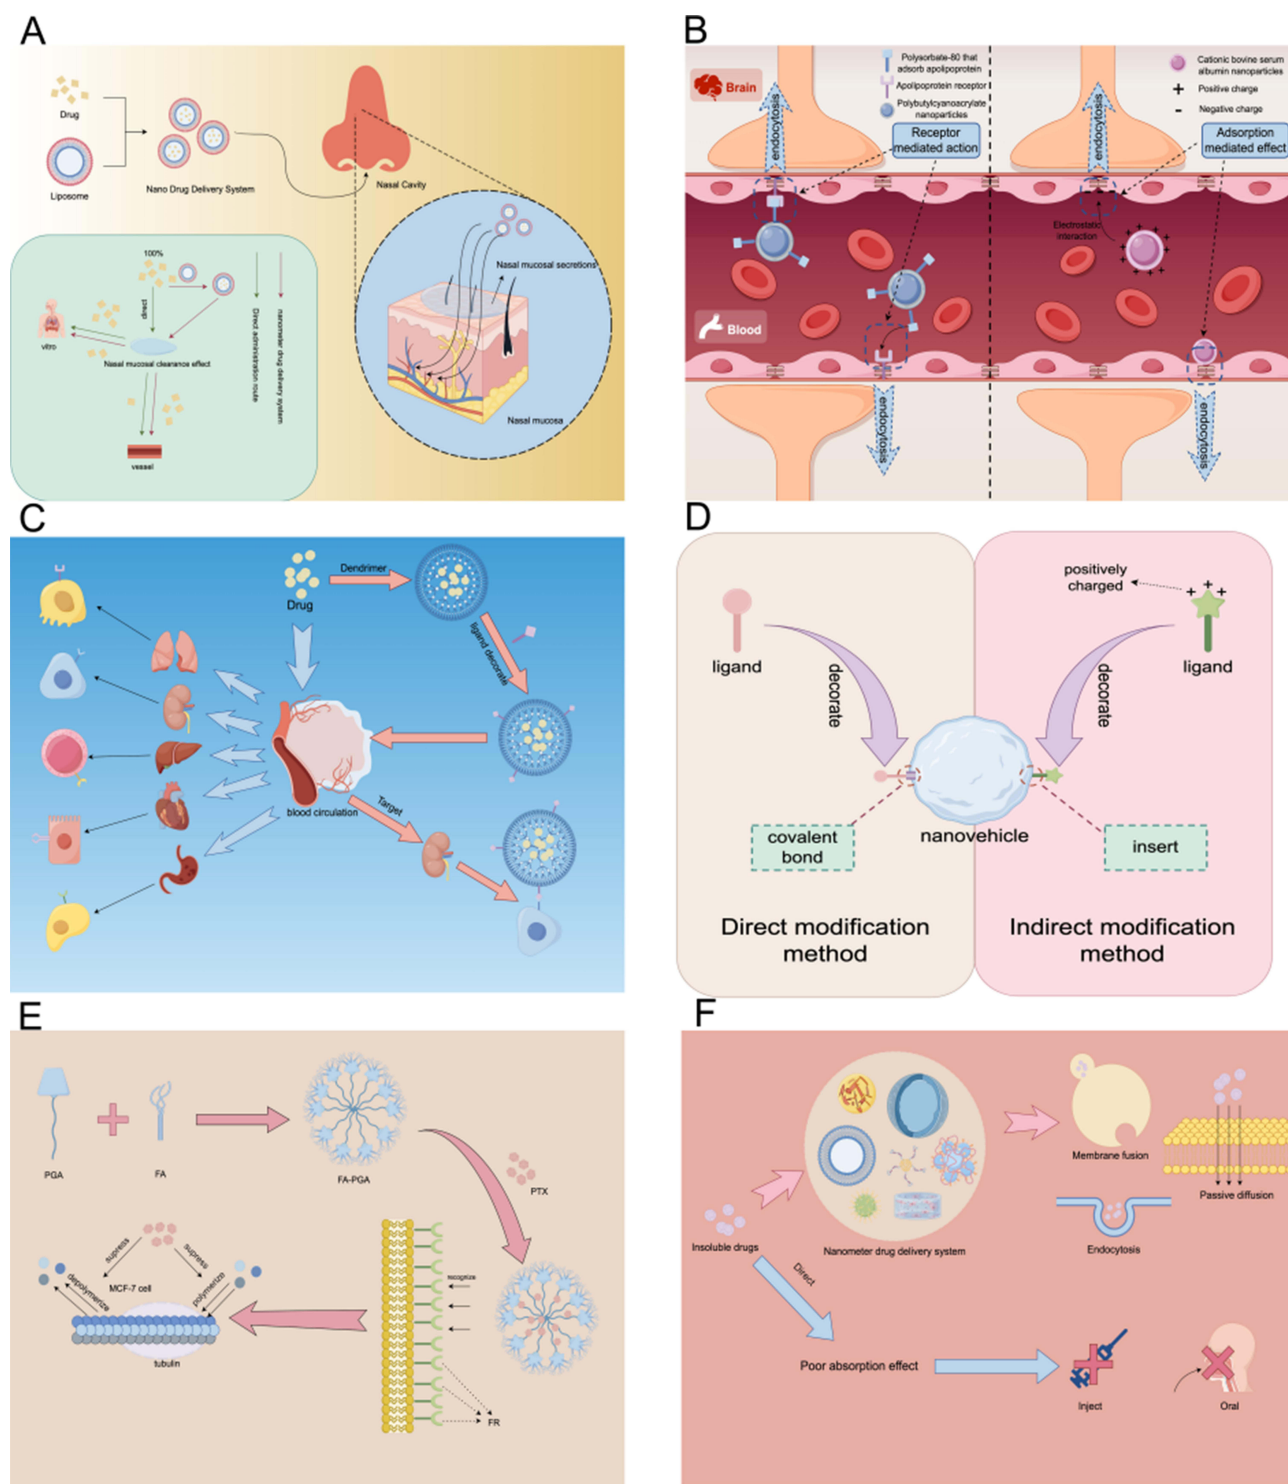 A
Drug
Liposome
Nano Drug Delivery System
Nasal Cavity
Nasal mucosal secretions
Nasal mucosa
100%
direct
vitro
Nasal mucosal clearance effect
vessel
Direct administration route
nanometer drug delivery system
B
Brain
Polysorbate-80 that
adsorb apolipoprotein
Apolipoprotein receptor
Polybutylcyanoacrylate
nanoparticles
endocytosis
Receptor
mediated action
Blood
endocytosis
Cationic bovine serum
albumin nanoparticles
+ Positive charge
- Negative charge
endocytosis
Adsorption
mediated effect
Electrostatic
interaction
endocytosis
C
Drug
Dendrimer
ligand decorate
blood circulation
Target
D
ligand
decorate
covalent
bond
Direct modification
method
nanovehicle
positively
charged
+ + +
ligand
decorate
insert
Indirect modification
method
E
PGA
FA
FA-PGA
PTX
supress
supress
MCF-7 cell
depolymerize
polymerize
tubulin
recognize
FR
F
Insoluble drugs
Nanometer drug delivery system
Membrane fusion
Passive diffusion
Endocytosis
Direct
Poor absorption effect
Inject
Oral